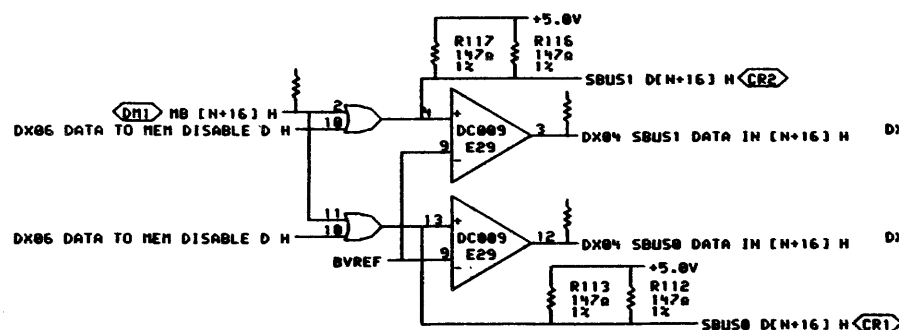 +5.0V
R117 R116
147Ω 147Ω
1% 1%
SBUS1 D[N+16] H CR2
DM1 MB [N+16] H 2
DX06 DATA TO MEM DISABLE D H 10
4 +
DC009 3
9 E29
-
DX04 SBUS1 DATA IN [N+16] H
11
DX06 DATA TO MEM DISABLE D H 10
13 +
DC009 12
BVREF 9 E29
-
DX04 SBUS0 DATA IN [N+16] H
+5.0V
R113 R112
147Ω 147Ω
1% 1%
SBUS0 D[N+16] H CR1